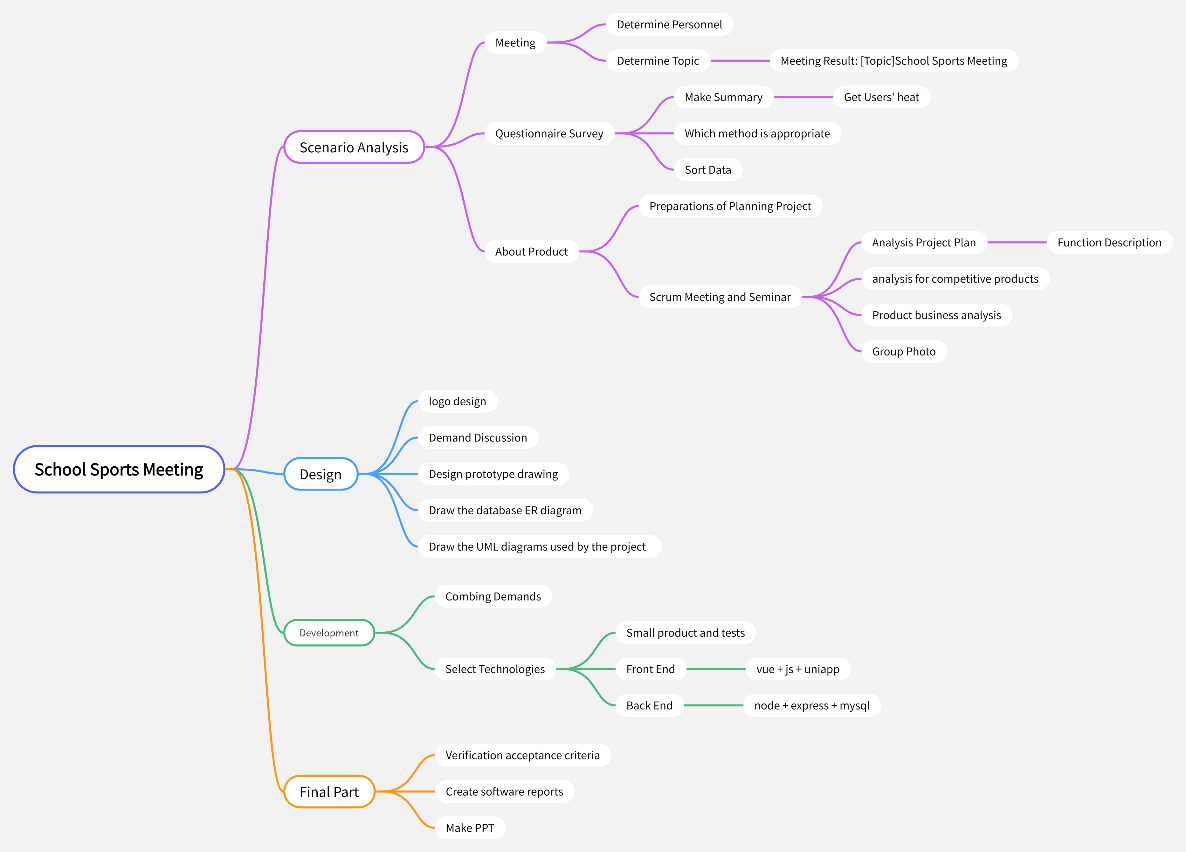 School Sports Meeting
Scenario Analysis
Meeting
Determine Personnel
Determine Topic
Meeting Result: [Topic]School Sports Meeting
Questionnaire Survey
Make Summary
Get Users' heat
Which method is appropriate
Sort Data
About Product
Preparations of Planning Project
Scrum Meeting and Seminar
Analysis Project Plan
Function Description
analysis for competitive products
Product business analysis
Group Photo
Design
logo design
Demand Discussion
Design prototype drawing
Draw the database ER diagram
Draw the UML diagrams used by the project
Development
Combing Demands
Select Technologies
Small product and tests
Front End
vue + js + uniapp
Back End
node + express + mysql
Final Part
Verification acceptance criteria
Create software reports
Make PPT